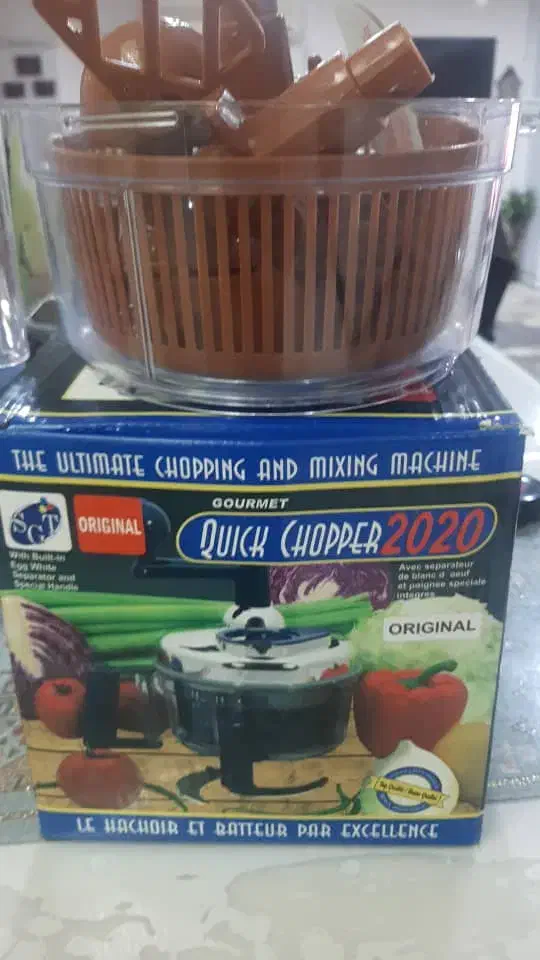 THE ULTIMATE CHOPPING AND MIXING MACHINE
SGT
ORIGINAL
GOURMET
QUICK CHOPPER 2020
With Built-in
Egg White
Separator and
Special Handle
Avec separateur
de blanc d oeuf
et poignee speciale
integres
ORIGINAL
LE HACHOIR ET BATTEUR PAR EXCELLENCE